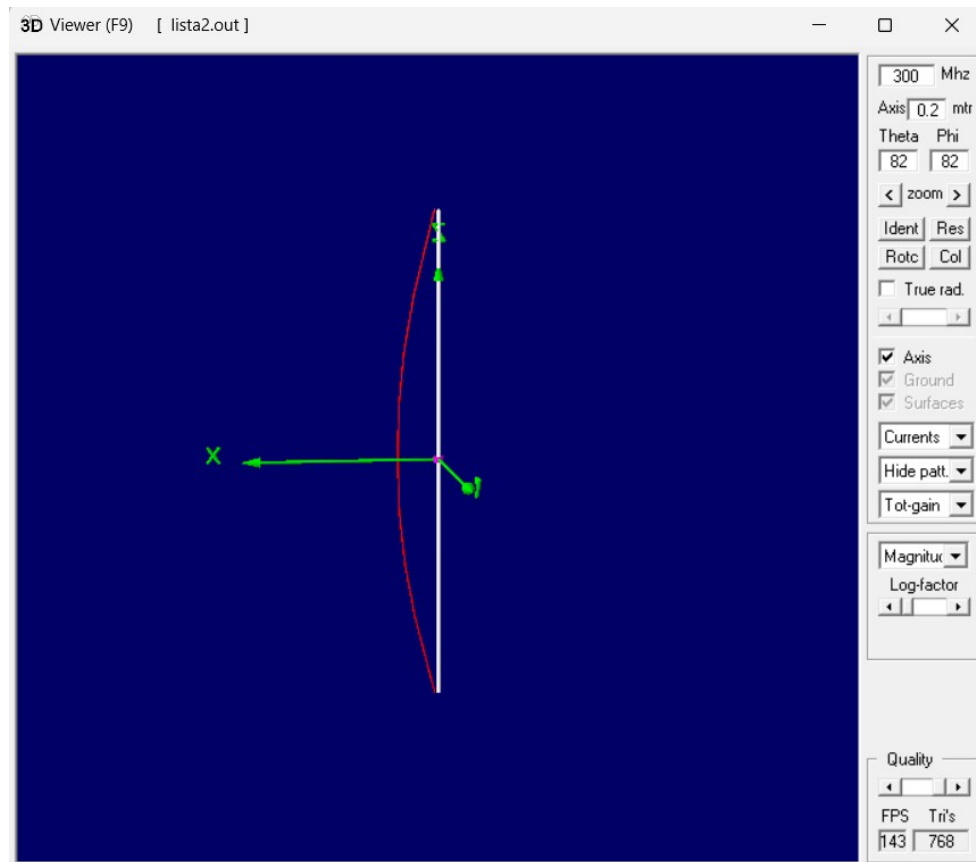 3D Viewer (F9) [ lista2.out ]
300 Mhz
Axis 0.2 mtr
Theta Phi
82 82
< zoom >
Ident Res
Rotc Col
True rad.
Axis
Ground
Surfaces
Currents
Hide patt.
Tot-gain
Magnituc
Log-factor
Quality
FPS Tri's
143 768
X